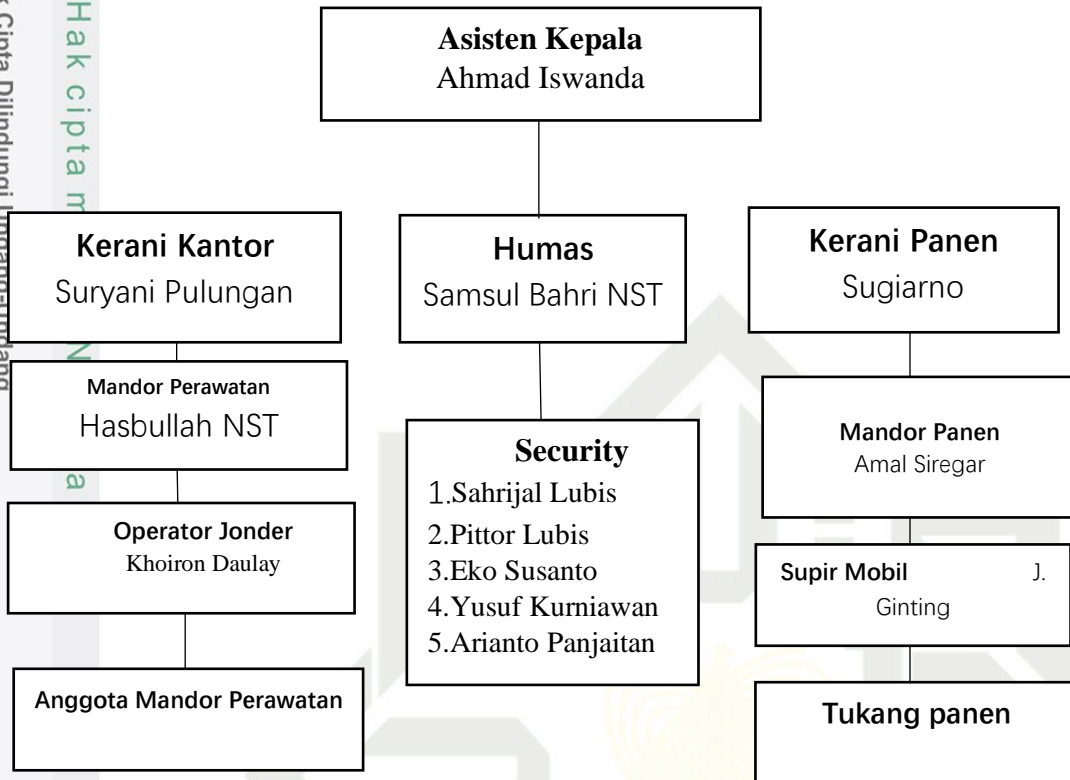 Hak cipta m
Asisten Kepala
Ahmad Iswanda
Kerani Kantor
Suryani Pulungan
Mandor Perawatan
Hasbullah NST
Operator Jonder
Khoiron Daulay
Anggota Mandor Perawatan
Humas
Samsul Bahri NST
Security
1.Sahrijal Lubis
2.Pittor Lubis
3.Eko Susanto
4.Yusuf Kurniawan
5.Arianto Panjaitan
Kerani Panen
Sugiarno
Mandor Panen
Amal Siregar
Supir Mobil J.
Ginting
Tukang panen